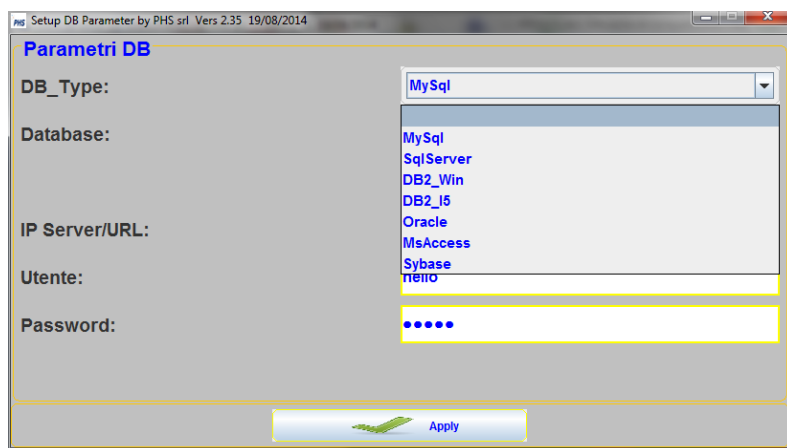 PHS Setup DB Parameter by PHS srl Vers 2.35 19/08/2014
Parametri DB
DB_Type:
MySql
Database:
MySql
SqlServer
DB2_Win
DB2_I5
Oracle
MsAccess
Sybase
IP Server/URL:
Utente:
hello
Password:
Apply